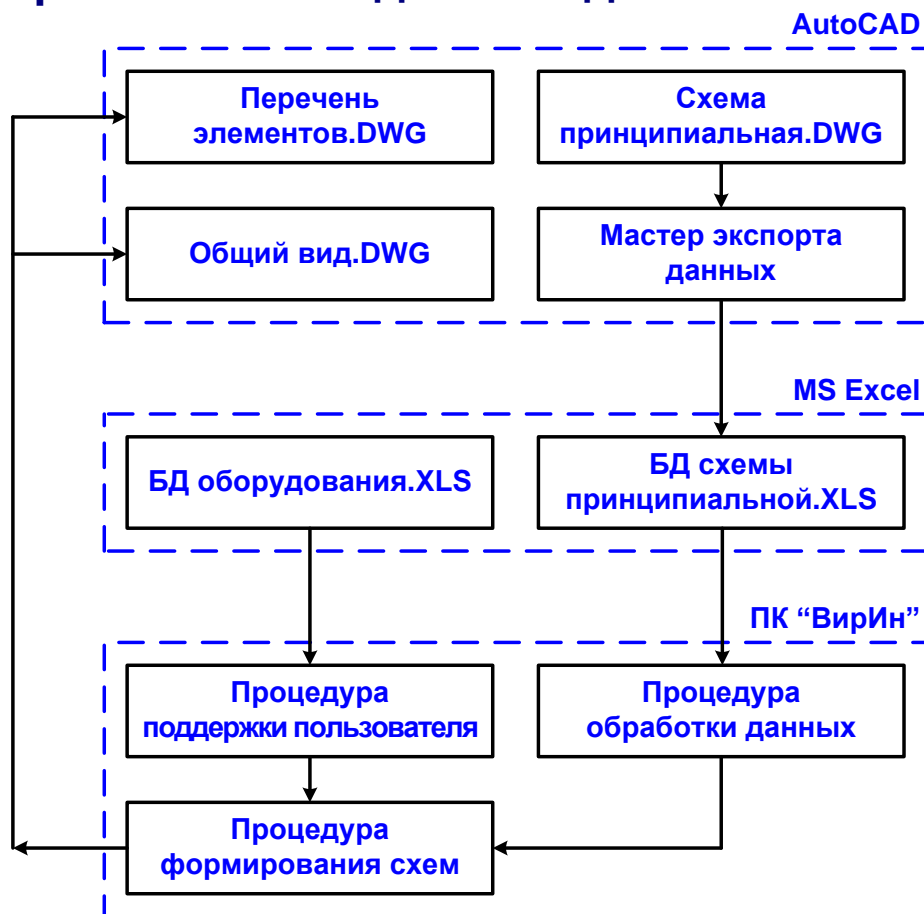 AutoCAD
Перечень
элементов.DWG
Схема
принципиальная.DWG
Общий вид.DWG
Мастер экспорта
данных
MS Excel
БД оборудования.XLS
БД схемы
принципиальной.XLS
ПК “ВирИн”
Процедура
поддержки пользователя
Процедура
обработки данных
Процедура
формирования схем